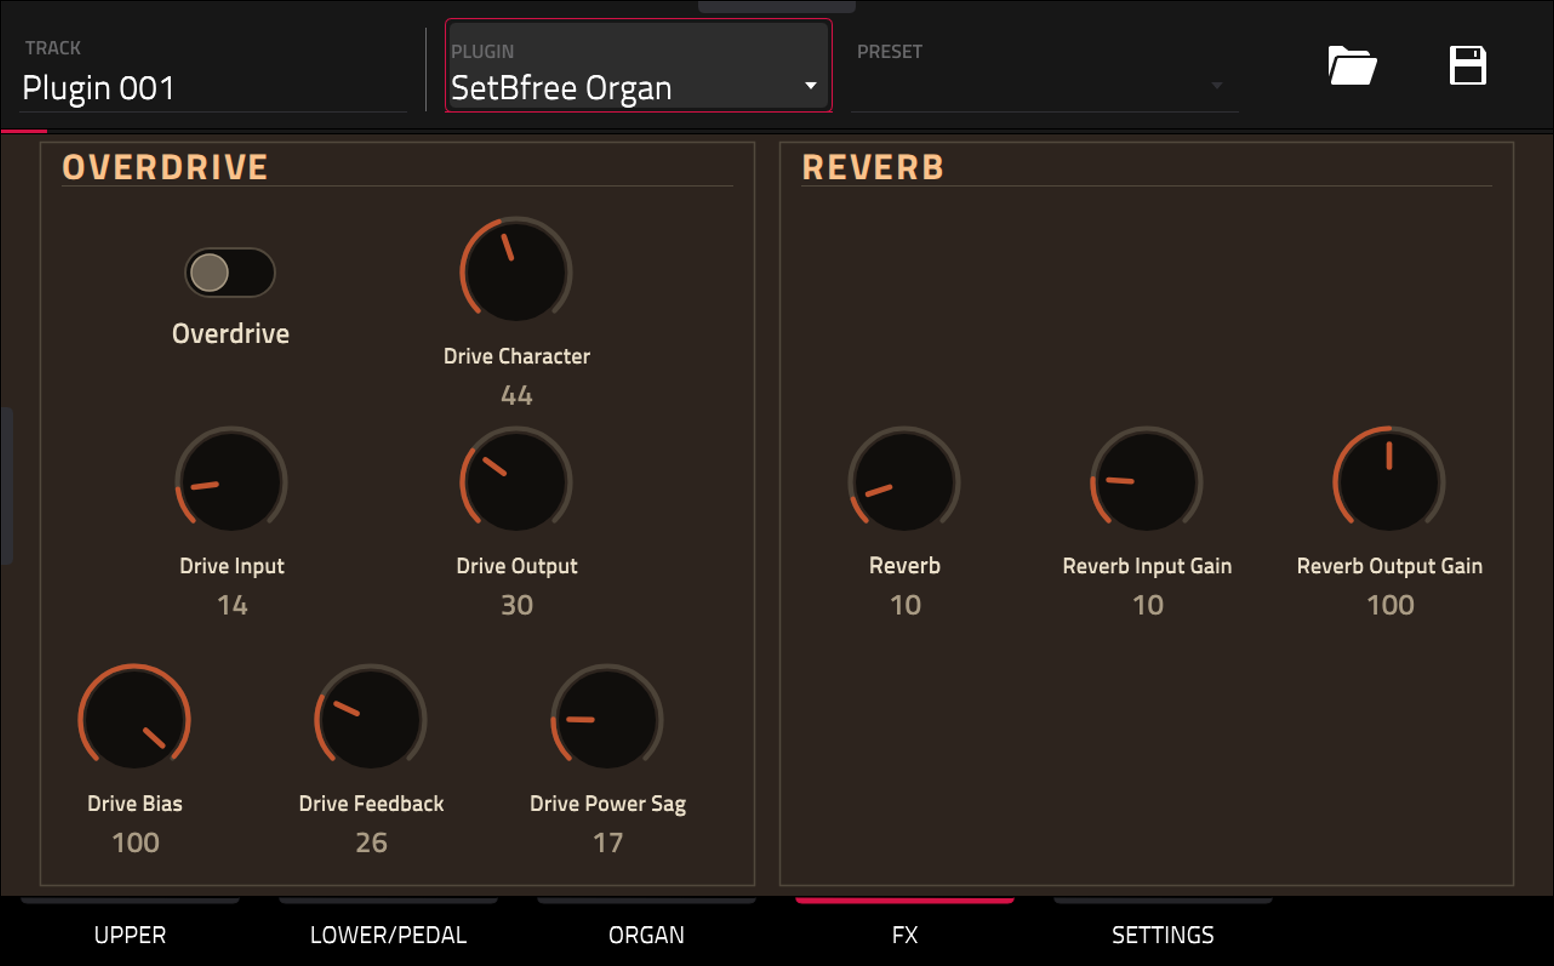 TRACK
Plugin 001
PLUGIN
SetBfree Organ
PRESET
OVERDRIVE
Overdrive
Drive Character
44
Drive Input
14
Drive Output
30
Drive Bias
100
Drive Feedback
26
Drive Power Sag
17
REVERB
Reverb
10
Reverb Input Gain
10
Reverb Output Gain
100
UPPER
LOWER/PEDAL
ORGAN
FX
SETTINGS